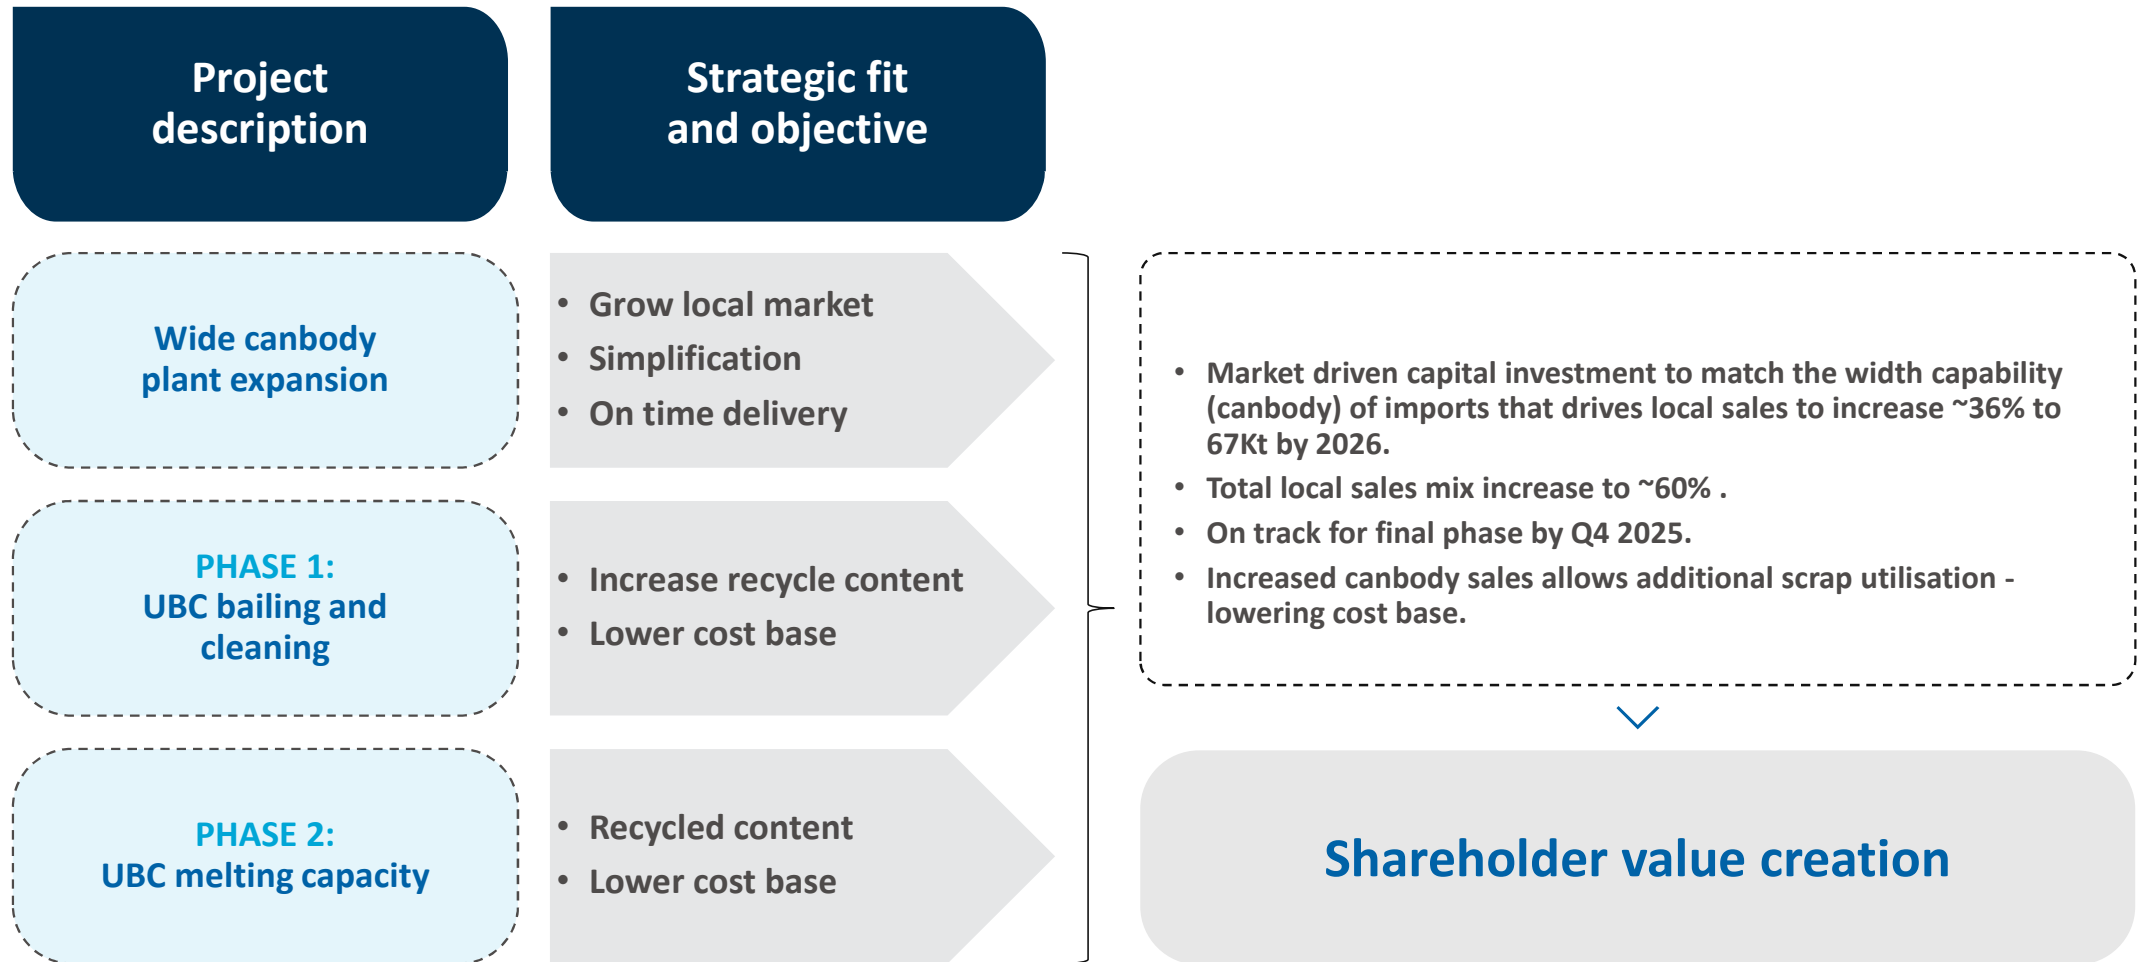 Project
description
Strategic fit
and objective
Wide canbody
plant expansion
• Grow local market
• Simplification
• On time delivery
PHASE 1:
UBC bailing and
cleaning
• Increase recycle content
• Lower cost base
PHASE 2:
UBC melting capacity
• Recycled content
• Lower cost base
• Market driven capital investment to match the width capability
(canbody) of imports that drives local sales to increase ~36% to
67Kt by 2026.
• Total local sales mix increase to ~60% .
• On track for final phase by Q4 2025.
• Increased canbody sales allows additional scrap utilisation -
lowering cost base.
Shareholder value creation